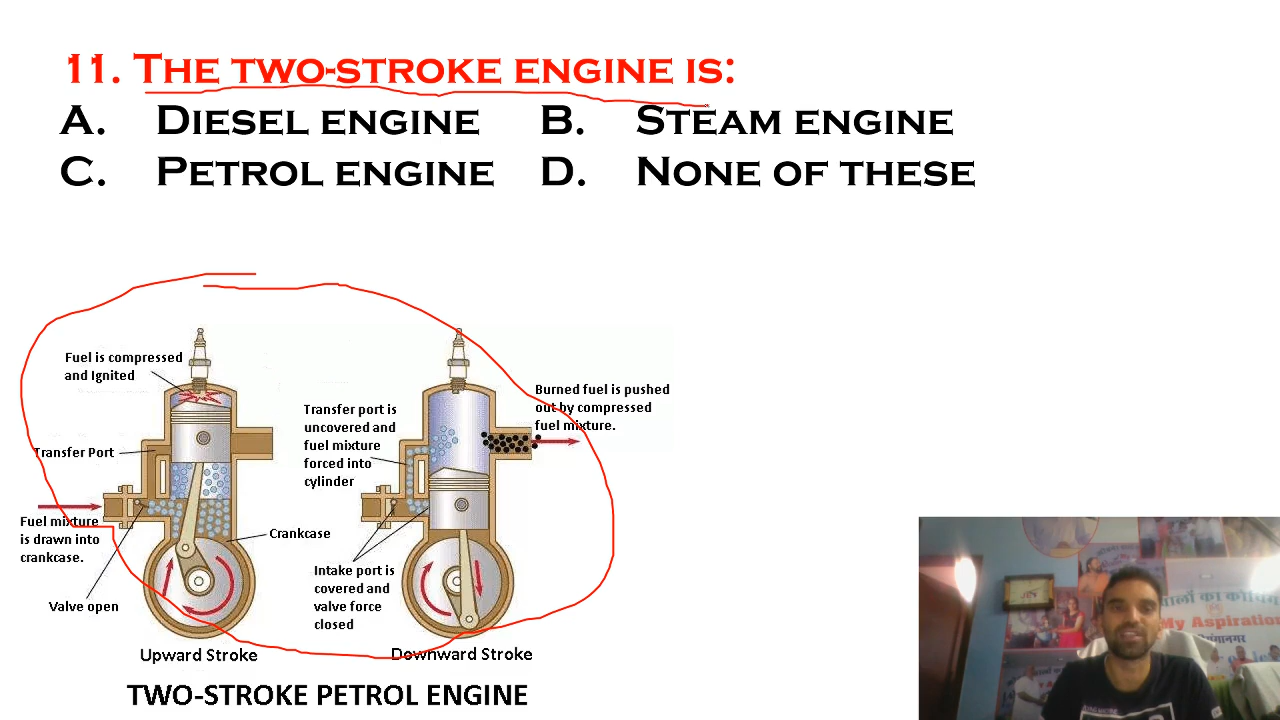 11. The two-stroke engine is:
A. Diesel engine B. Steam engine
C. Petrol engine D. None of these
Fuel is compressed
and Ignited
Transfer Port
Fuel mixture
is drawn into
crankcase.
Valve open
Crankcase
Upward Stroke
Transfer port is
uncovered and
fuel mixture
forced into
cylinder
Intake port is
covered and
valve force
closed
Burned fuel is pushed
out by compressed
fuel mixture.
Downward Stroke
TWO-STROKE PETROL ENGINE
My Aspiration